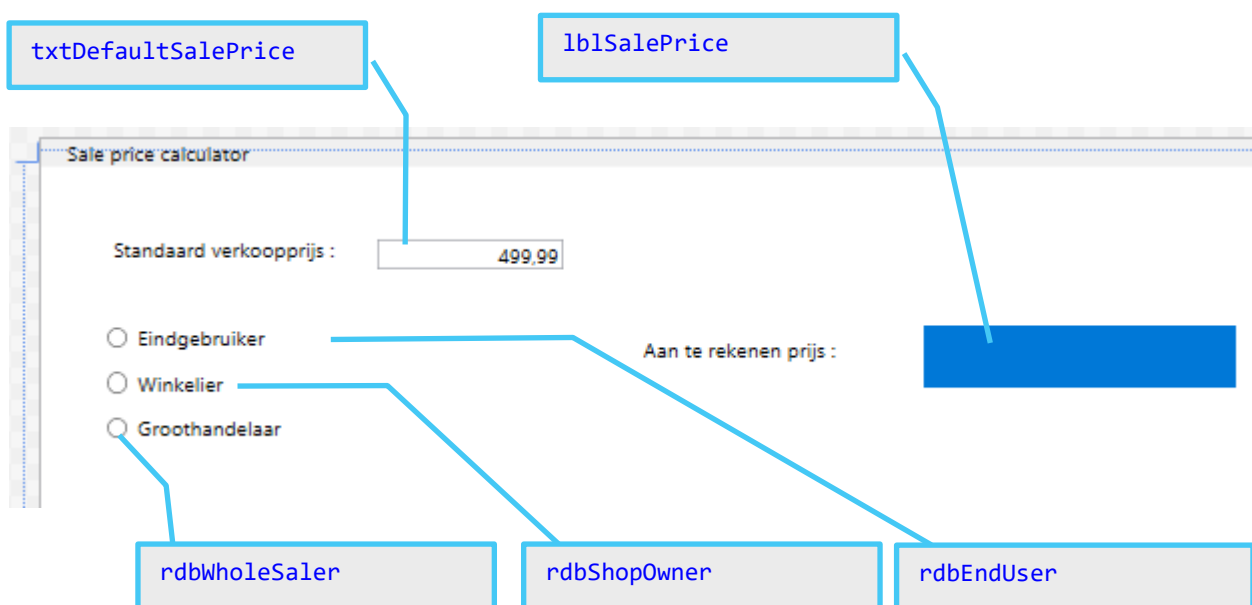 txtDefaultSalePrice
lblSalePrice
Sale price calculator
Standaard verkoopprijs :
499,99
Eindgebruiker
Aan te rekenen prijs :
Winkelier
Groothandelaar
rdbWholeSaler
rdbShopOwner
rdbEndUser